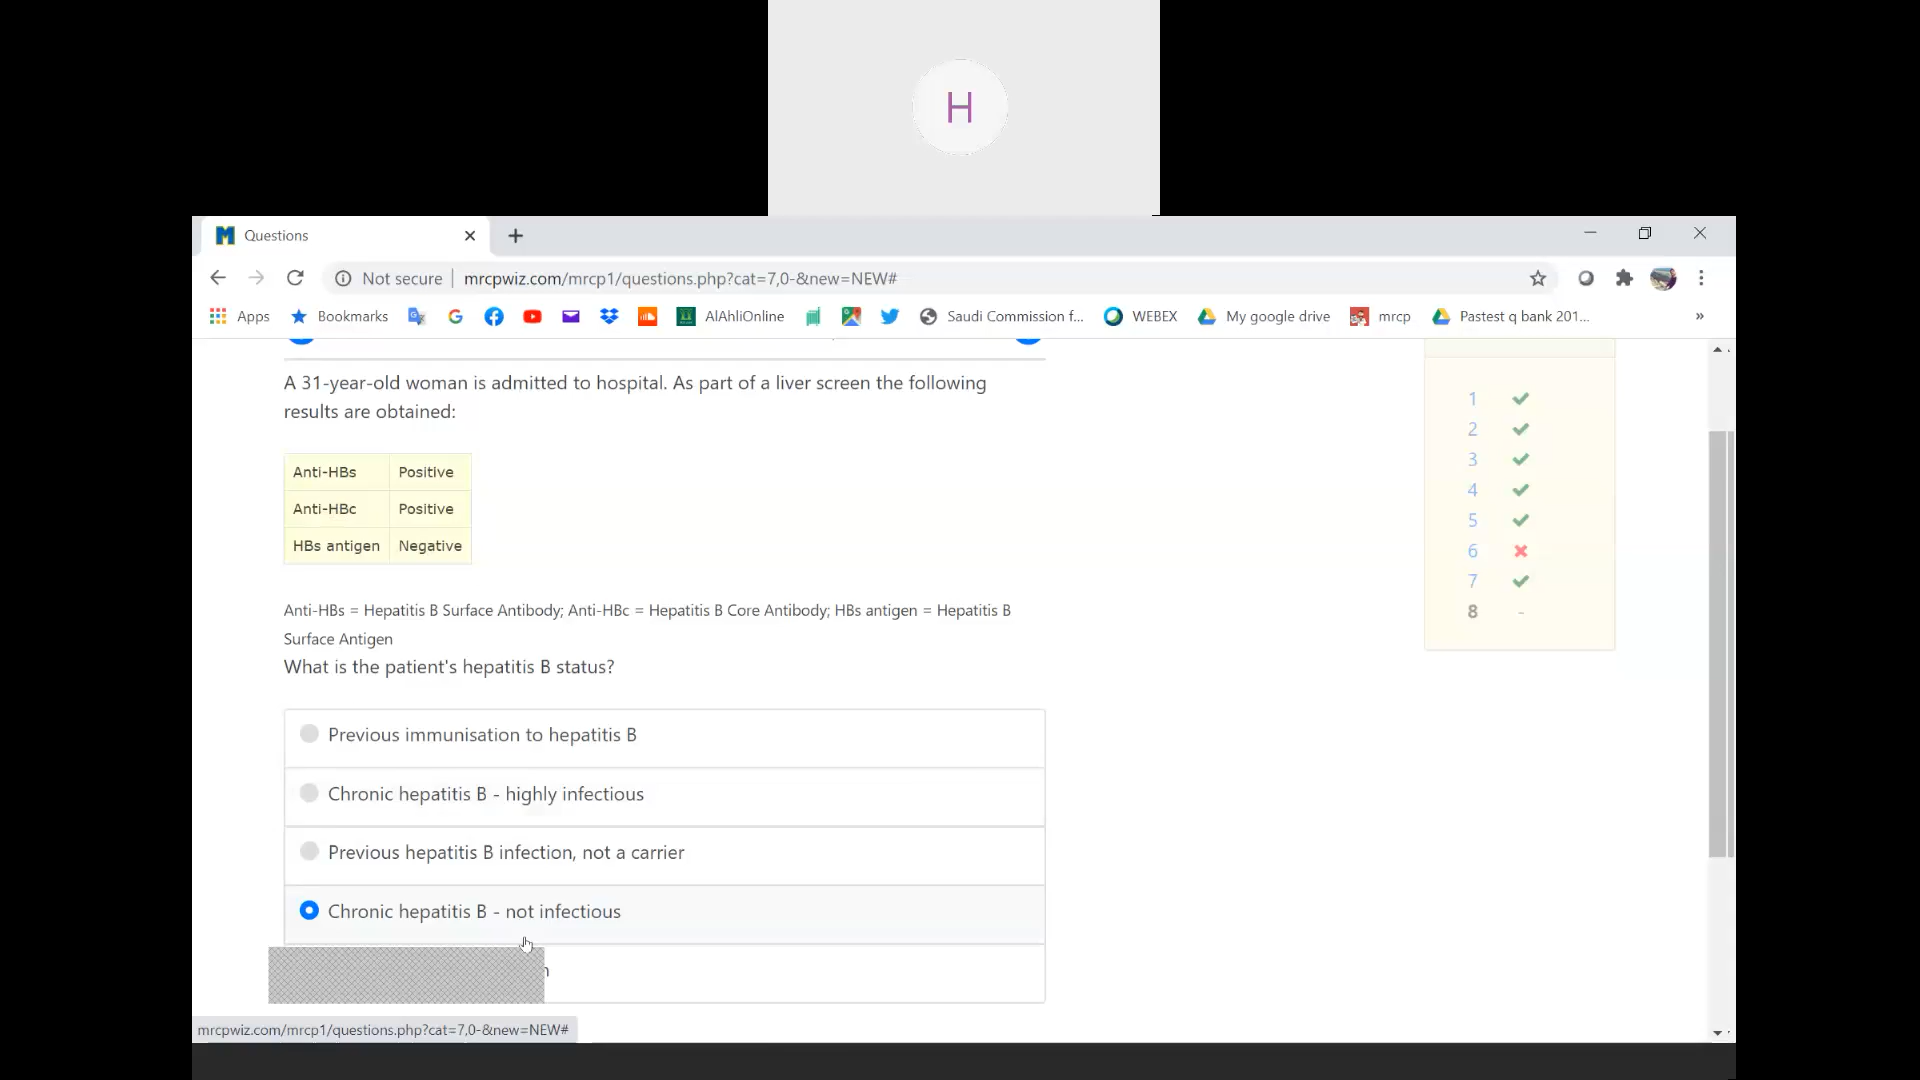 H
Questions
Not secure mrcpwiz.com/mrcp1/questions.php?cat=7,0-&new=NEW#
Apps Bookmarks AlAhliOnline Saudi Commission f... WEBEX My google drive mrcp Pastest q bank 201... »
A 31-year-old woman is admitted to hospital. As part of a liver screen the following
results are obtained:
Anti-HBs Positive
Anti-HBc Positive
HBs antigen Negative
Anti-HBs = Hepatitis B Surface Antibody; Anti-HBc = Hepatitis B Core Antibody; HBs antigen = Hepatitis B
Surface Antigen
What is the patient's hepatitis B status?
Previous immunisation to hepatitis B
Chronic hepatitis B - highly infectious
Previous hepatitis B infection, not a carrier
Chronic hepatitis B - not infectious
1
2
3
4
5
6
7
8 -
mrcpwiz.com/mrcp1/questions.php?cat=7,0-&new=NEW#